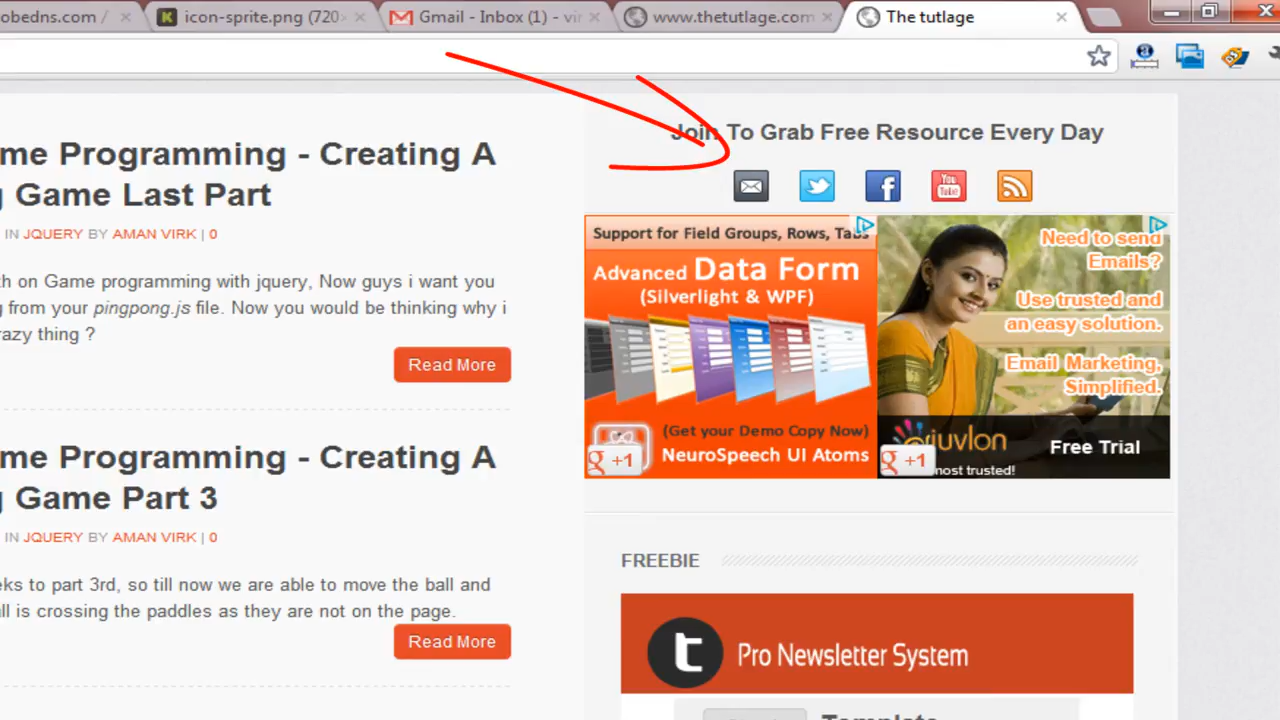 obedns.com /
icon-sprite.png (720×
Gmail - Inbox (1) - vir
www.thetutlage.com
The tutlage
Join To Grab Free Resource Every Day
You
Tube
me Programming - Creating A
g Game Last Part
IN JQUERY BY AMAN VIRK | 0
th on Game programming with jquery, Now guys i want you
g from your pingpong.js file. Now you would be thinking why i
razy thing ?
Read More
me Programming - Creating A
g Game Part 3
IN JQUERY BY AMAN VIRK | 0
eks to part 3rd, so till now we are able to move the ball and
all is crossing the paddles as they are not on the page.
Read More
Support for Field Groups, Rows, Tabs
Advanced Data Form
(Silverlight & WPF)
(Get your Demo Copy Now)
NeuroSpeech UI Atoms
g +1
Need to send
Emails?
Use trusted and
an easy solution.
Email Marketing,
Simplified.
juvlon
Free Trial
most trusted!
g +1
FREEBIE
t
Pro Newsletter System
Template